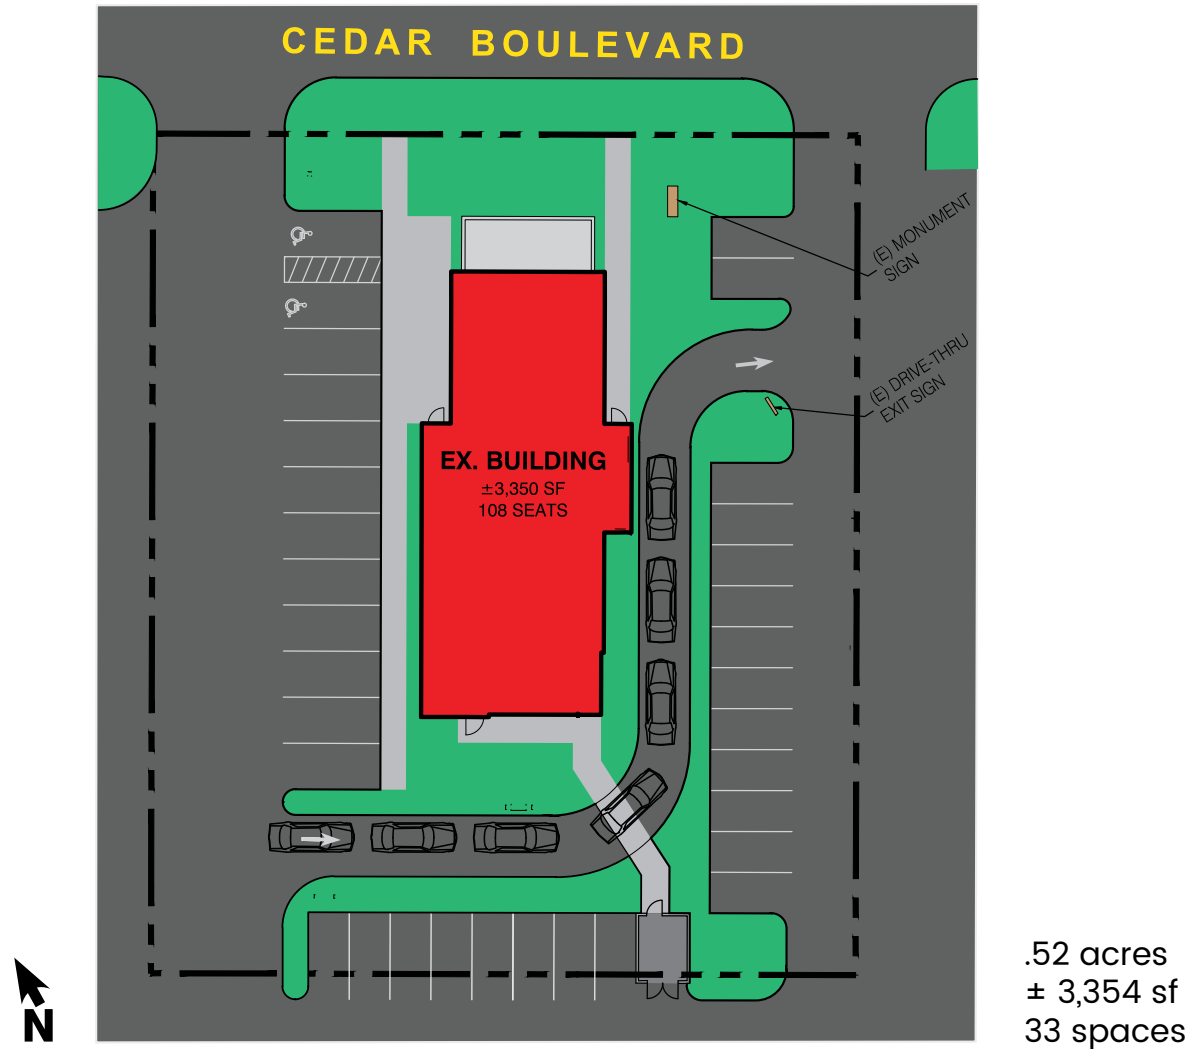 CEDAR BOULEVARD
(E) MONUMENT
SIGN
(E) DRIVE-THRU
EXIT SIGN
EX. BUILDING
±3,350 SF
108 SEATS
N
.52 acres
± 3,354 sf
33 spaces